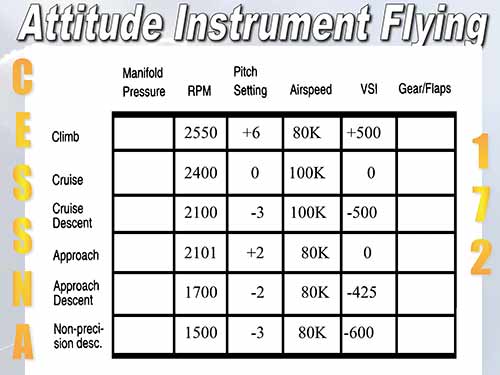 Attitude Instrument Flying
CESSNA
Manifold Pressure RPM Pitch Setting Airspeed VSI Gear/Flaps
Climb 2550 +6 80K +500
Cruise 2400 0 100K 0
Cruise Descent 2100 -3 100K -500
Approach 2101 +2 80K 0
Approach Descent 1700 -2 80K -425
Non-preci-
sion desc. 1500 -3 80K -600
172